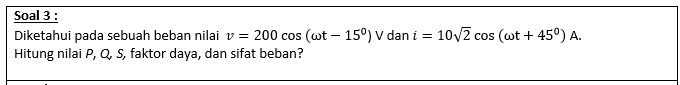 Soal 3 :
Diketahui pada sebuah beban nilai v = 200 cos (ωt − 15⁰) V dan i = 10√2 cos (ωt + 45⁰) A.
Hitung nilai P, Q, S, faktor daya, dan sifat beban?